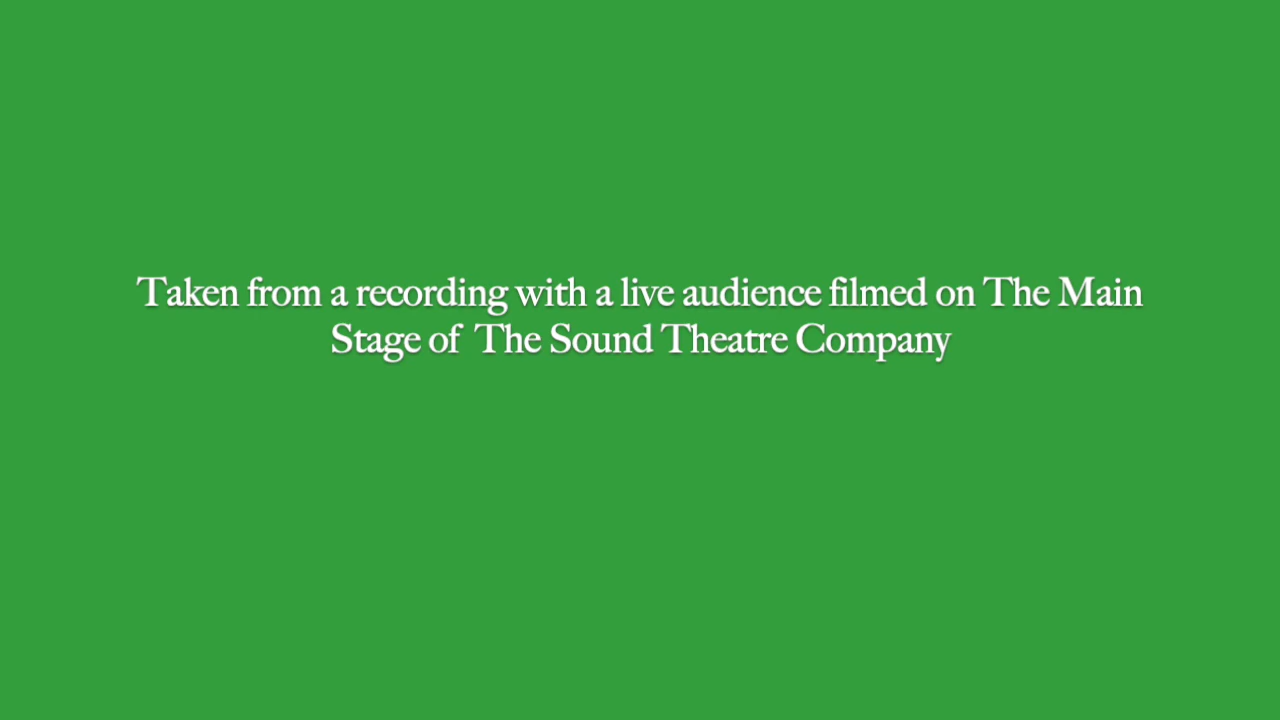 Taken from a recording with a live audience filmed on The Main
Stage of  The Sound Theatre Company